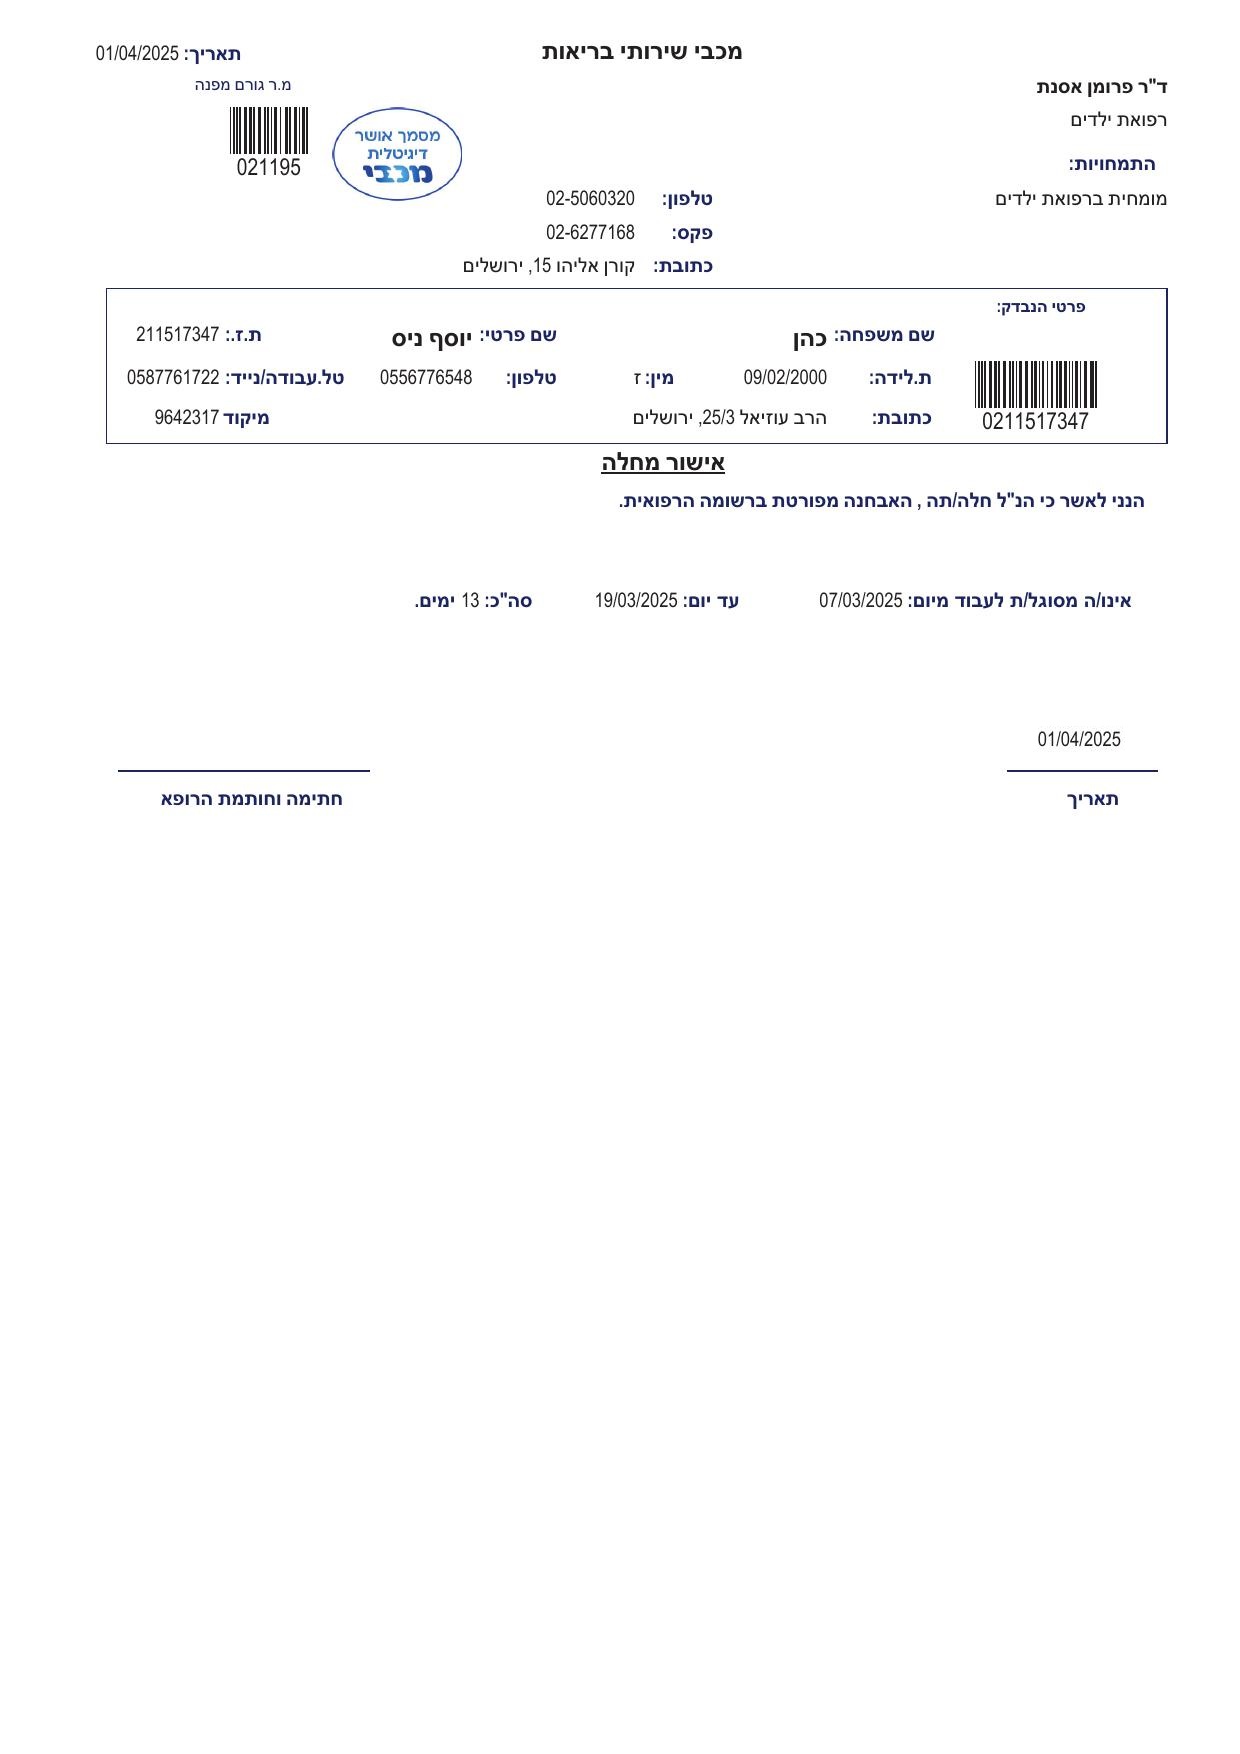 מכבי שירותי בריאות
תאריך: 01/04/2025
ד"ר פרומן אסנת
מ.ר גורם מפנה
רפואת ילדים
021195
מסמך אושר
דיגיטלית
מכבי
התמחויות:
מומחית ברפואת ילדים
טלפון: 02-5060320
פקס: 02-6277168
כתובת: קורן אליהו 15, ירושלים
פרטי הנבדק:
שם משפחה: כהן שם פרטי: יוסף ניס ת.ז.: 211517347
ת.לידה: 09/02/2000 מין: ז טלפון: 0556776548 טל.עבודה/נייד: 0587761722
0211517347
כתובת: הרב עוזיאל 25/3, ירושלים מיקוד 9642317
אישור מחלה
הנני לאשר כי הנ"ל חלה/תה , האבחנה מפורטת ברשומה הרפואית.
אינו/ה מסוגל/ת לעבוד מיום: 07/03/2025 עד יום: 19/03/2025 סה"כ: 13 ימים.
01/04/2025
תאריך חתימה וחותמת הרופא